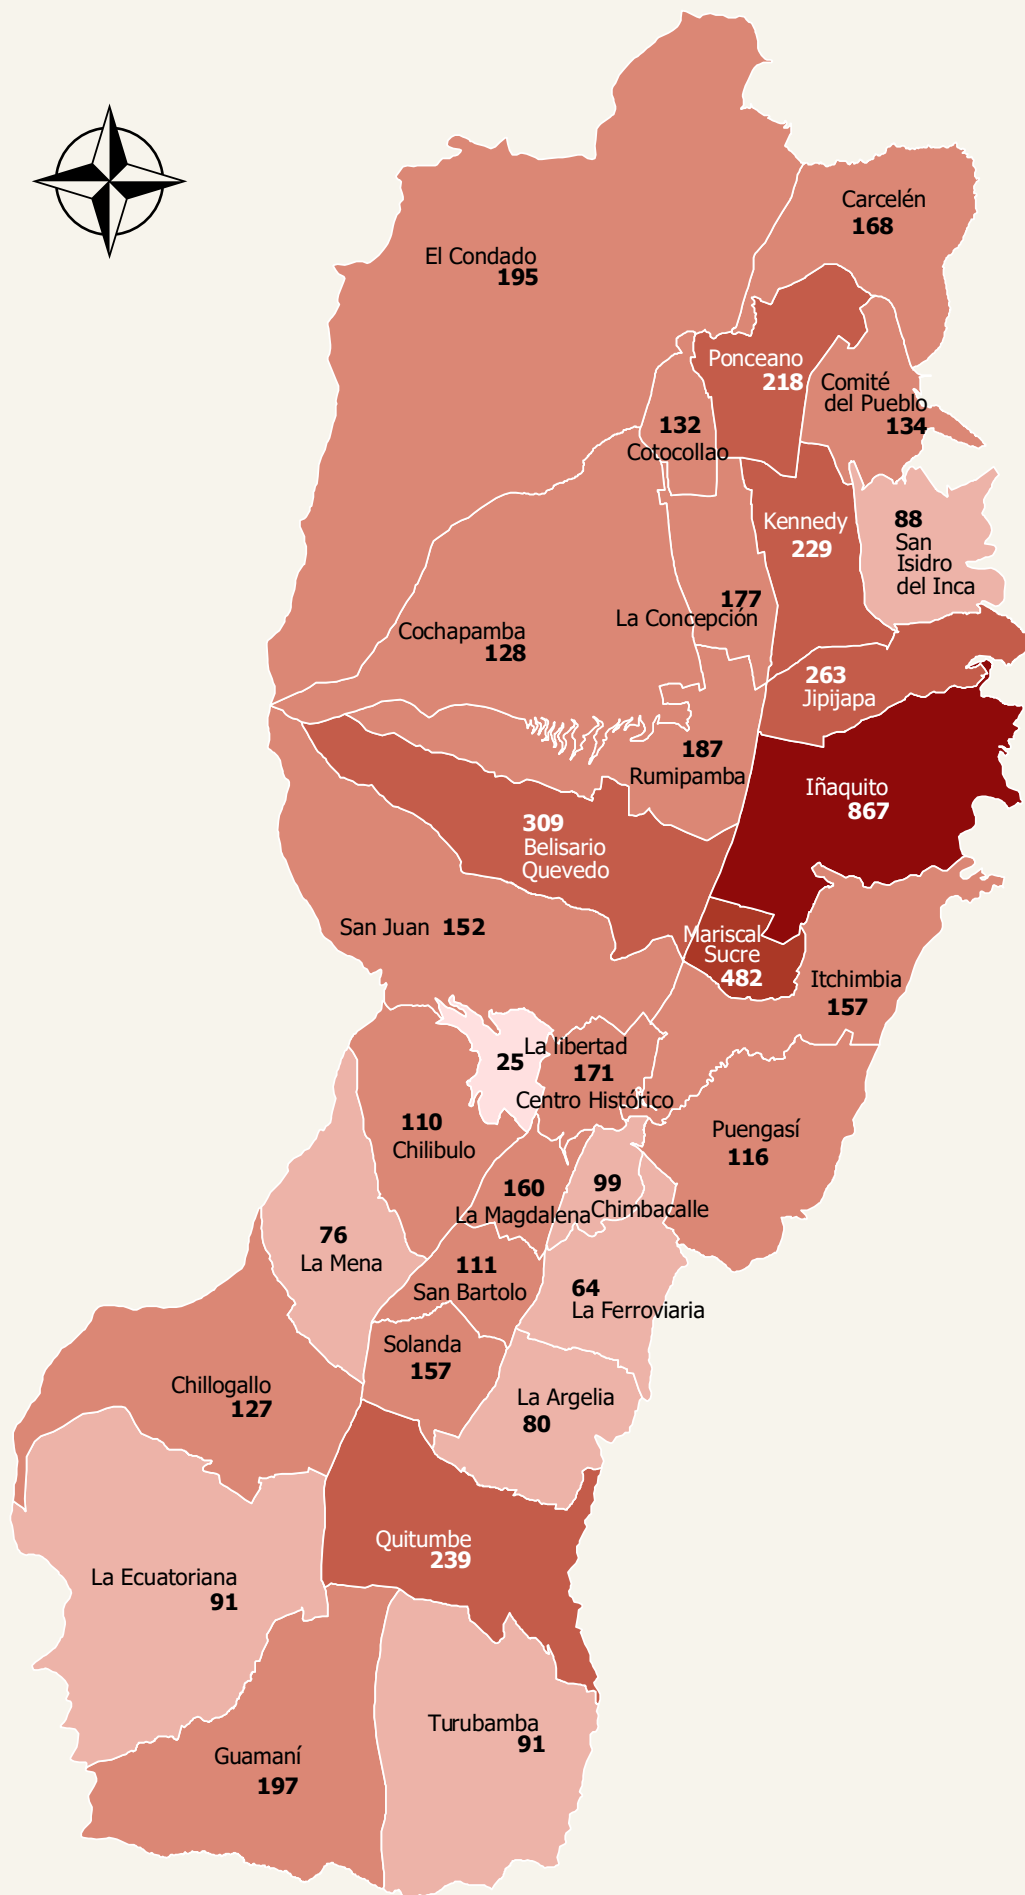 Carcelén
168
El Condado
195
Ponceano
218
Comité
del Pueblo
134
132
Cotocollao
Kennedy
229
88
San
Isidro
del Inca
177
La Concepción
Cochapamba
128
263
Jipijapa
187
Rumipamba
Iñaquito
867
309
Belisario
Quevedo
San Juan 152
Mariscal
Sucre
482
Itchimbia
157
La libertad
25
171
Centro Histórico
110
Chilibulo
Puengasí
116
160
La Magdalena
99
Chimbacalle
76
La Mena
111
San Bartolo
64
La Ferroviaria
Solanda
157
Chillogallo
127
La Argelia
80
Quitumbe
239
La Ecuatoriana
91
Turubamba
91
Guamaní
197